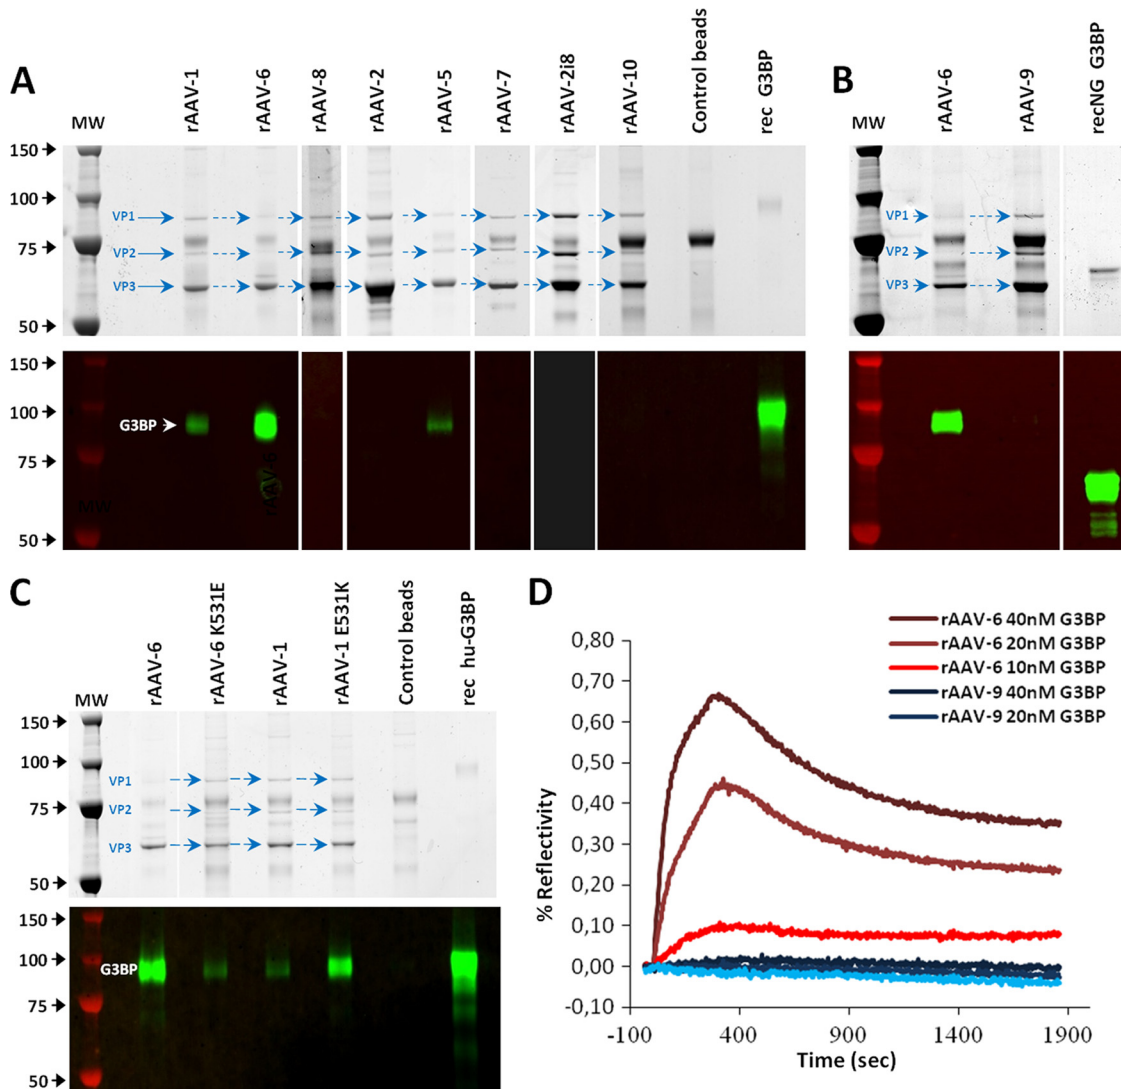 A
MW
rAAV-1
rAAV-6
rAAV-8
rAAV-2
rAAV-5
rAAV-7
rAAV-2i8
rAAV-10
Control beads
rec G3BP
150
100
75
50
VP1
VP2
VP3
150
100
75
50
G3BP
rAAV-6
MW
B
MW
rAAV-6
rAAV-9
recNG G3BP
150
100
75
50
VP1
VP2
VP3
150
100
75
50
C
MW
rAAV-6
rAAV-6 K531E
rAAV-1
rAAV-1 E531K
Control beads
rec hu-G3BP
150
100
75
50
VP1
VP2
VP3
150
100
75
50
G3BP
D
rAAV-6 40nM G3BP
rAAV-6 20nM G3BP
rAAV-6 10nM G3BP
rAAV-9 40nM G3BP
rAAV-9 20nM G3BP
% Reflectivity
0,80
0,70
0,60
0,50
0,40
0,30
0,20
0,10
0,00
-0,10
-100
400
900
1400
1900
Time (sec)